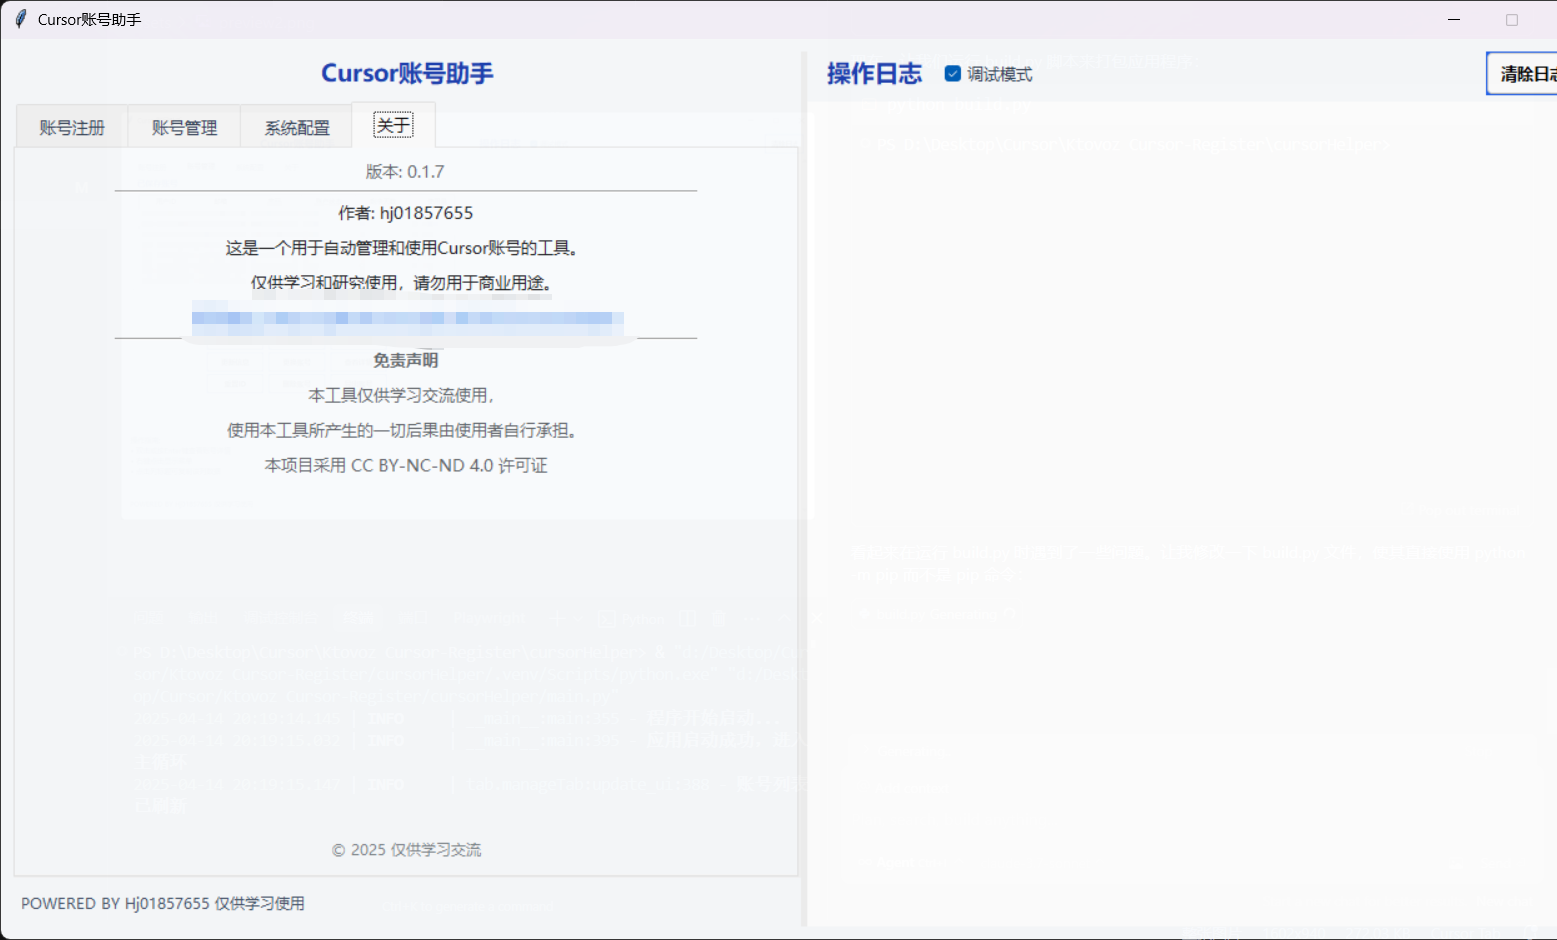 Cursor账号助手
Cursor账号助手
账号注册
账号管理
系统配置
关于
版本: 0.1.7
作者: hj01857655
这是一个用于自动管理和使用Cursor账号的工具。
仅供学习和研究使用，请勿用于商业用途。
免责声明
本工具仅供学习交流使用，
使用本工具所产生的一切后果由使用者自行承担。
本项目采用 CC BY-NC-ND 4.0 许可证
© 2025 仅供学习交流
POWERED BY Hj01857655 仅供学习使用
操作日志
调试模式
清除日志